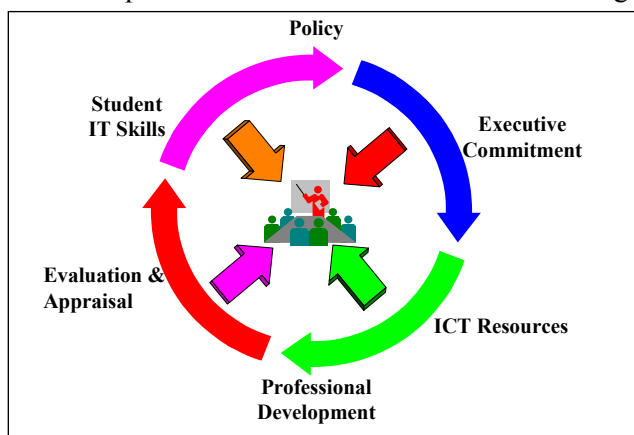 Policy
Student
IT Skills
Executive
Commitment
Evaluation &
Appraisal
ICT Resources
Professional
Development